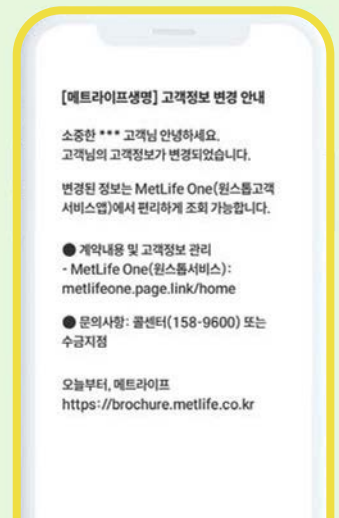 [메트라이프생명] 고객정보 변경 안내
소중한 *** 고객님 안녕하세요.
고객님의 고객정보가 변경되었습니다.
변경된 정보는 MetLife One(원스톱고객
서비스앱)에서 편리하게 조회 가능합니다.
● 계약내용 및 고객정보 관리
- MetLife One(원스톱서비스):
metlifeone.page.link/home
● 문의사항: 콜센터(158-9600) 또는
수금지점
오늘부터, 메트라이프
https://brochure.metlife.co.kr